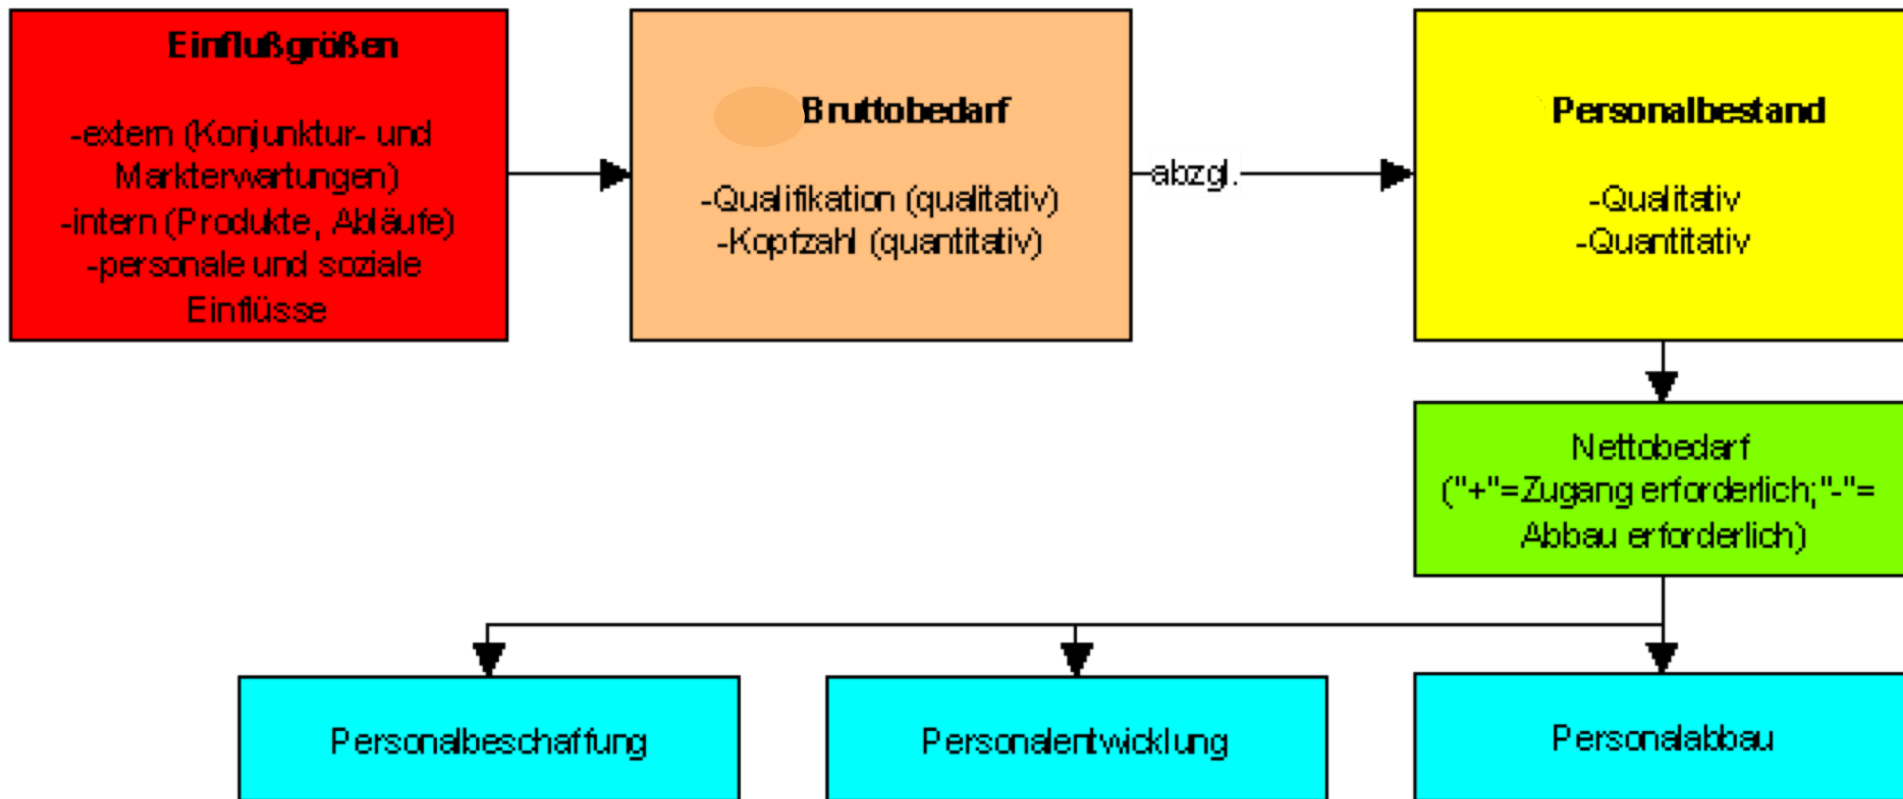 Einflußgrößen
-extern (Konjunktur- und
Markterwartungen)
-intern (Produkte, Abläufe)
-personale und soziale
Einflüsse
Bruttobedarf
-Qualifikation (qualitativ)
-Kopfzahl (quantitativ)
abzgl.
Personalbestand
-Qualitativ
-Quantitativ
Nettobedarf
("+"=Zugang erforderlich;"-"=
Abbau erforderlich)
Personalbeschaffung
Personalentwicklung
Personalabbau